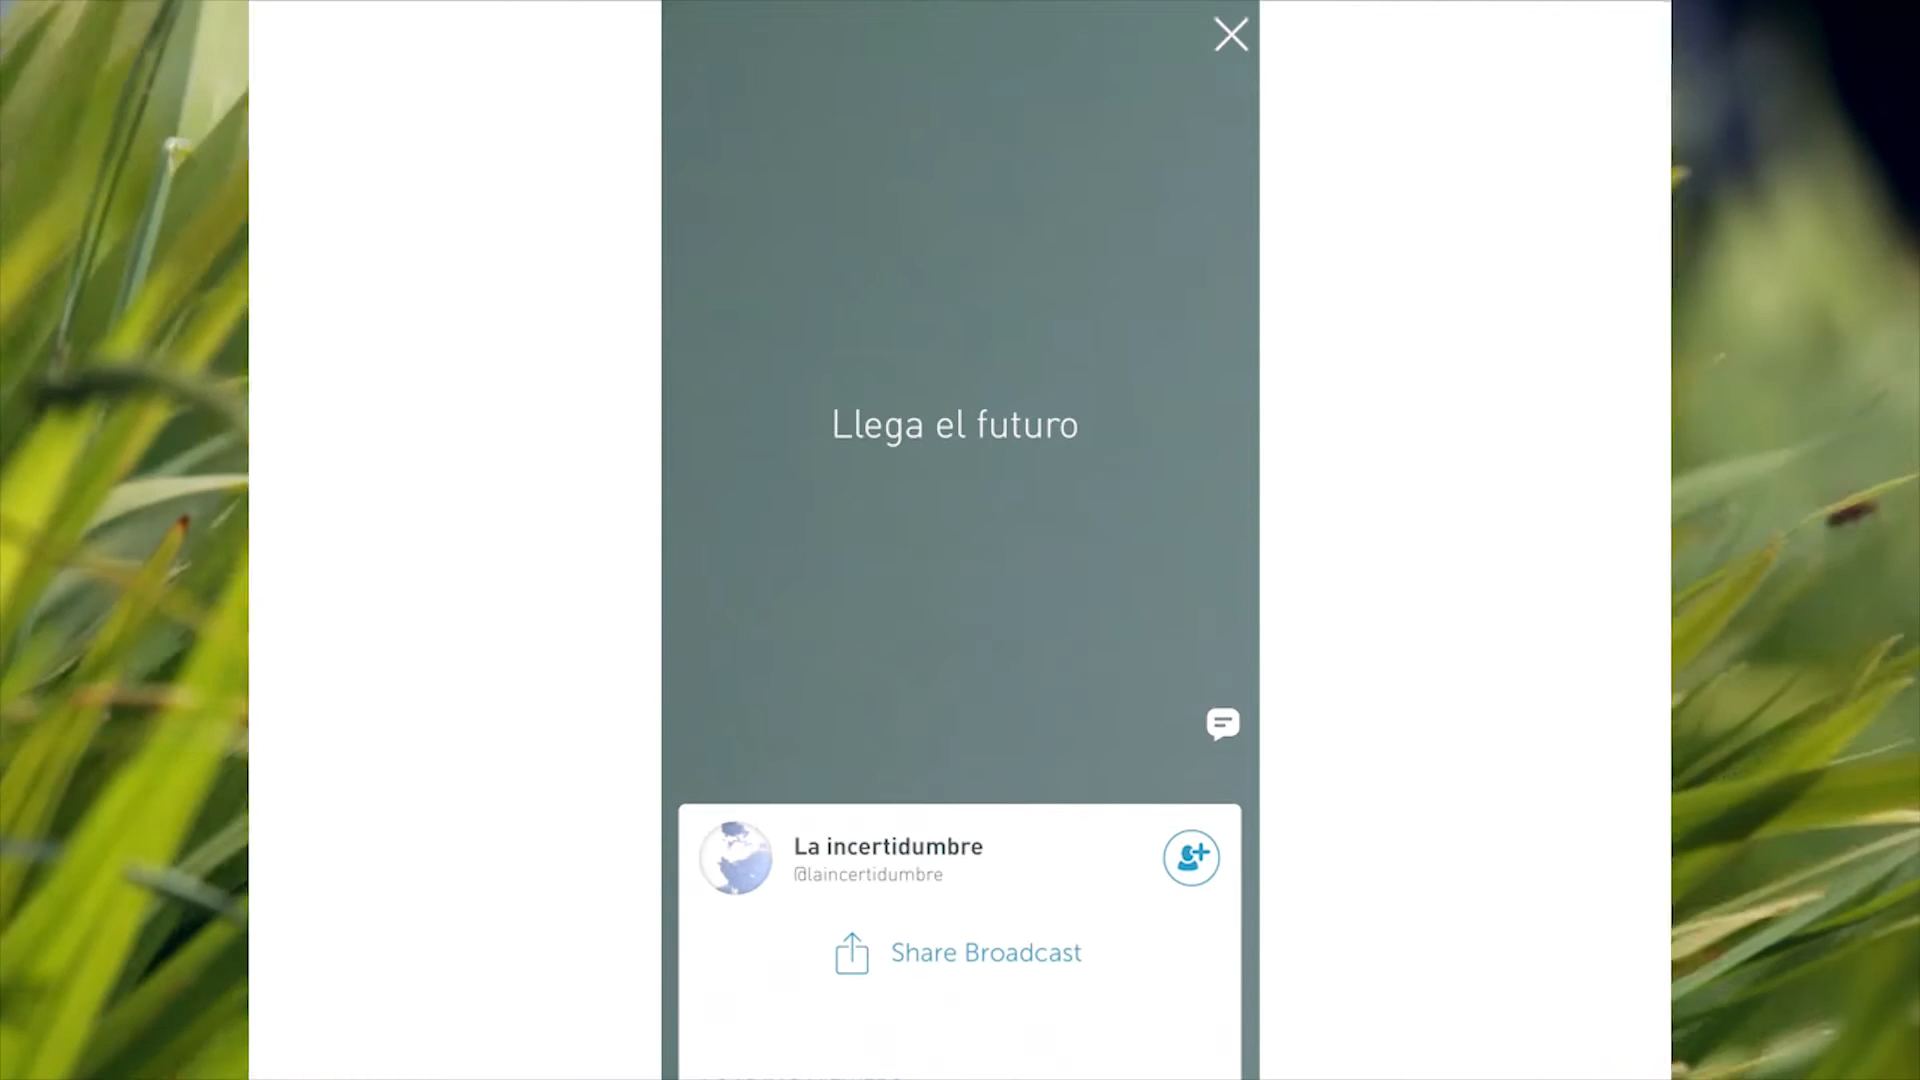 Llega el futuro
La incertidumbre
@laincertidumbre
Share Broadcast